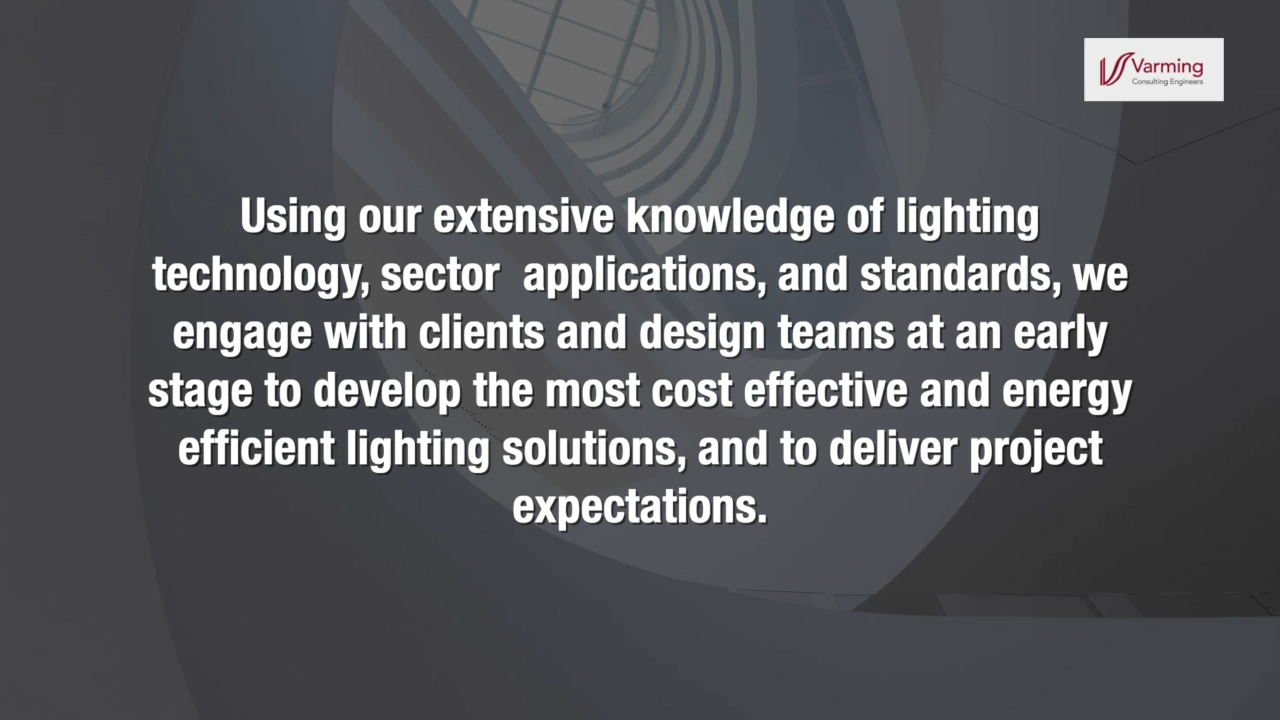 Varming
Consulting Engineers
Using our extensive knowledge of lighting
technology, sector  applications, and standards, we
engage with clients and design teams at an early
stage to develop the most cost effective and energy
efficient lighting solutions, and to deliver project
expectations.